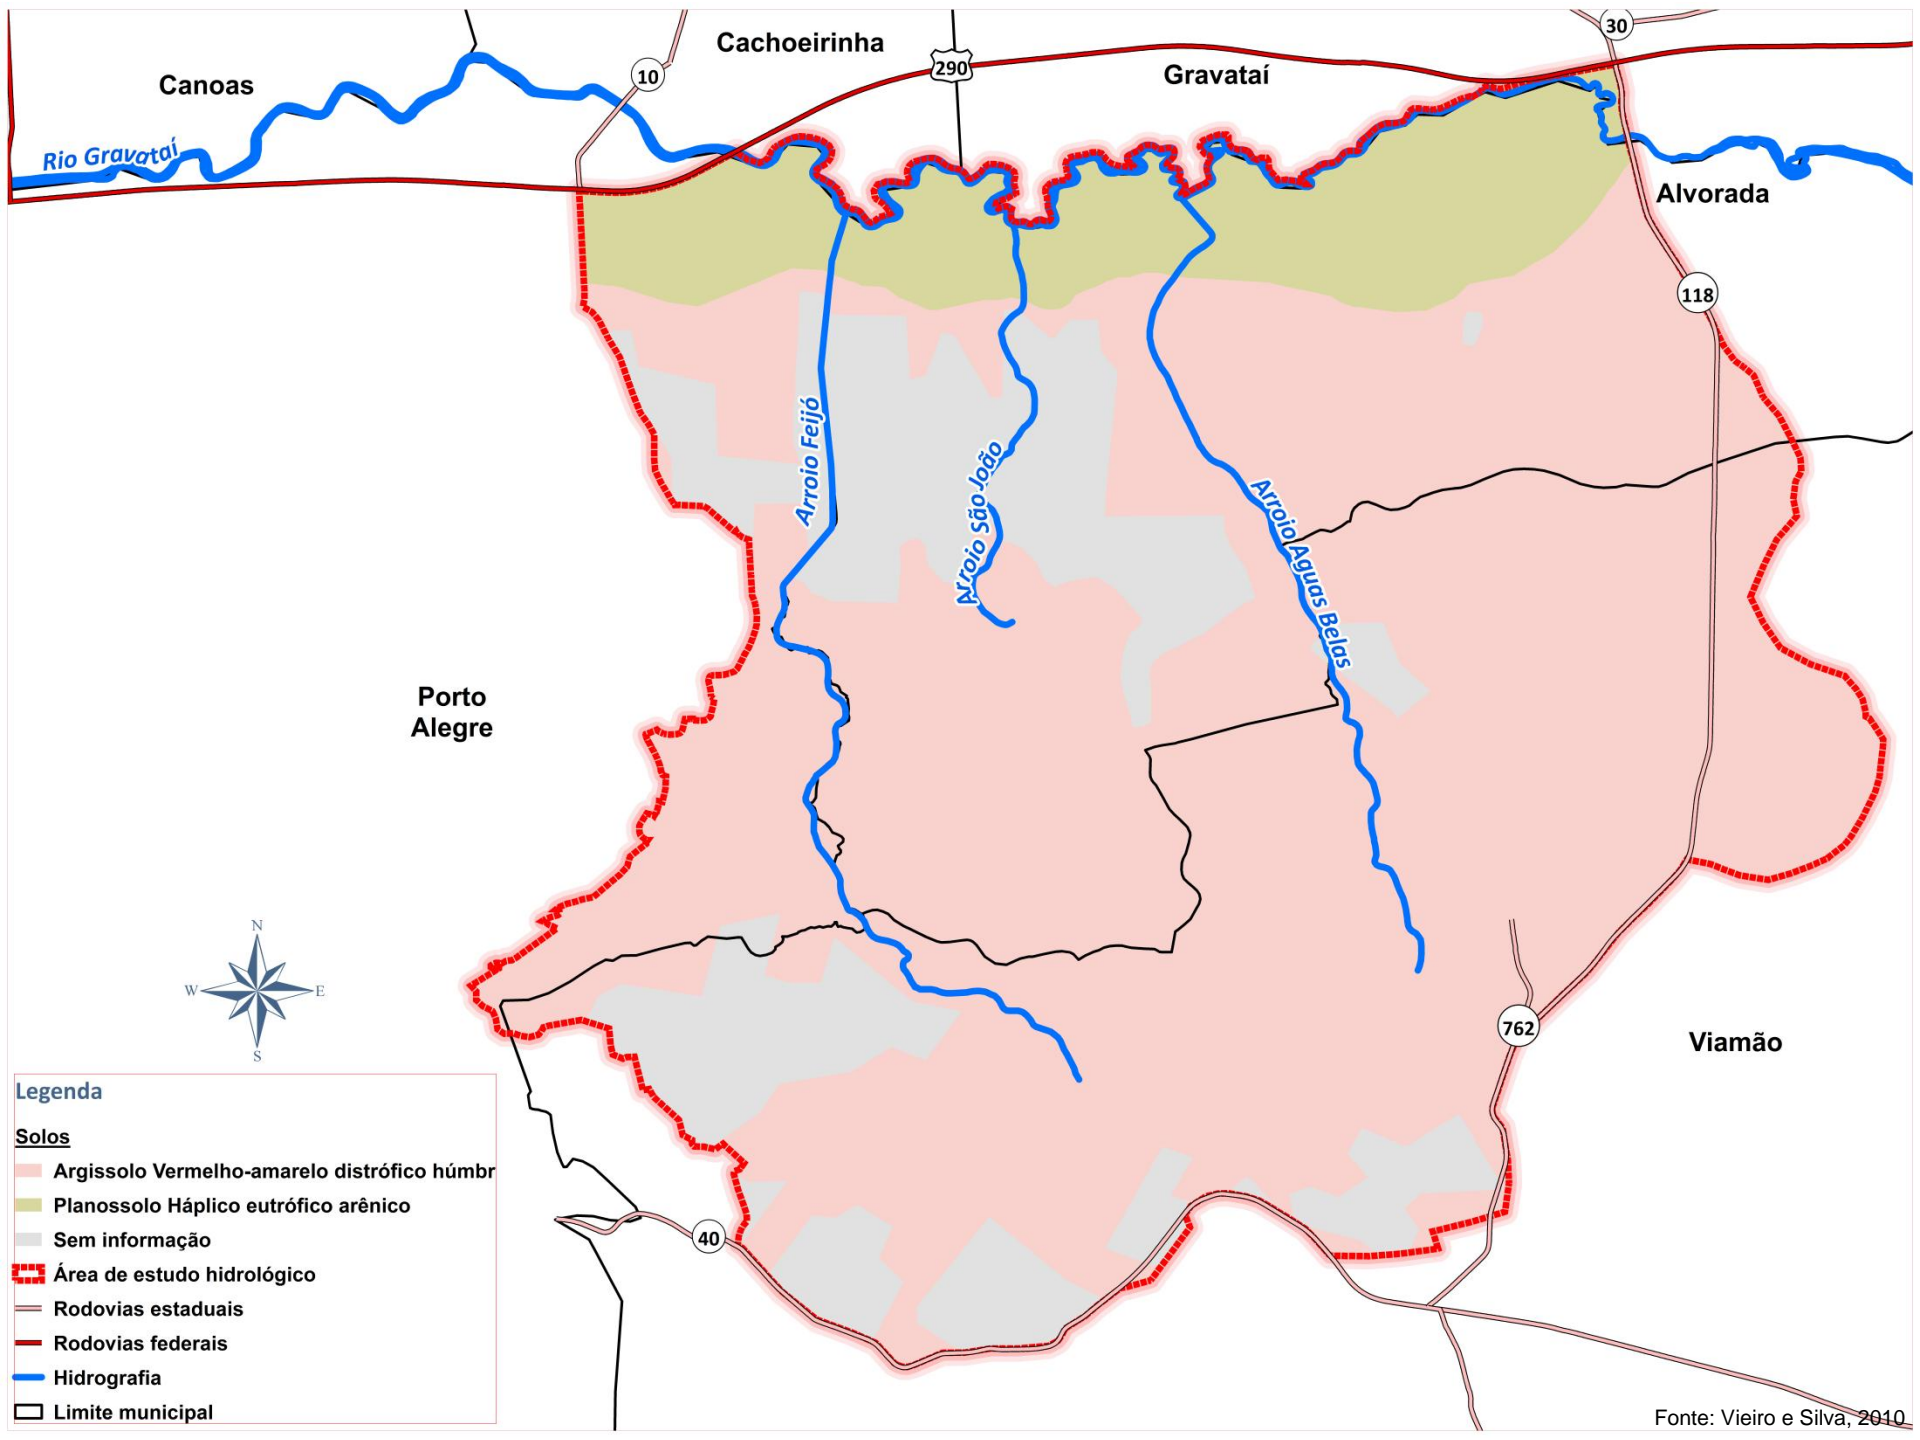 30
Cachoeirinha
290
Gravataí
10
Canoas
Rio Gravataí
Alvorada
118
Arroio Feijó
Arroio São João
Arroio Aguas Belas
Porto
Alegre
N
W
E
S
762
Viamão
40
Legenda
Solos
Argissolo Vermelho-amarelo distrófico húmbr
Planossolo Háplico eutrófico arênico
Sem informação
Área de estudo hidrológico
Rodovias estaduais
Rodovias federais
Hidrografia
Limite municipal
Fonte: Vieiro e Silva, 2010